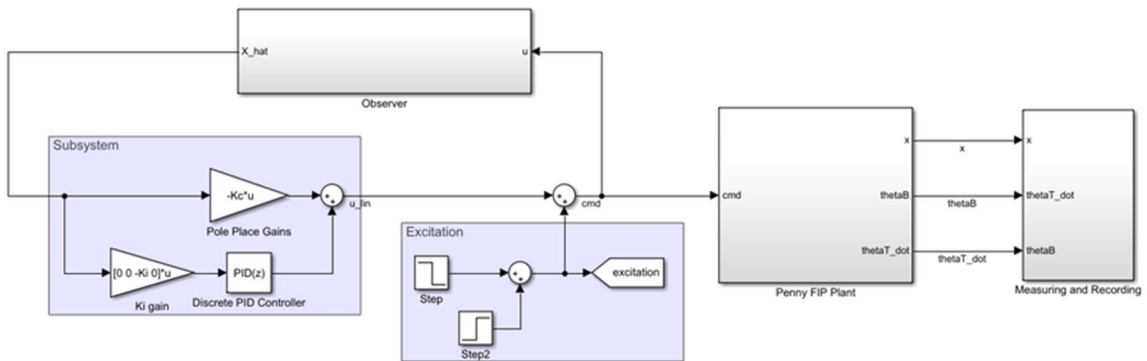 X_hat
u
Observer
Subsystem
-Kc*u
Pole Place Gains
[0 0 -Ki 0]*u
Ki gain
PID(z)
Discrete PID Controller
u_lin
cmd
Excitation
Step
Step2
excitation
cmd
x
thetaB
thetaT_dot
Penny FIP Plant
x
thetaB
thetaT_dot
x
thetaT_dot
thetaB
Measuring and Recording